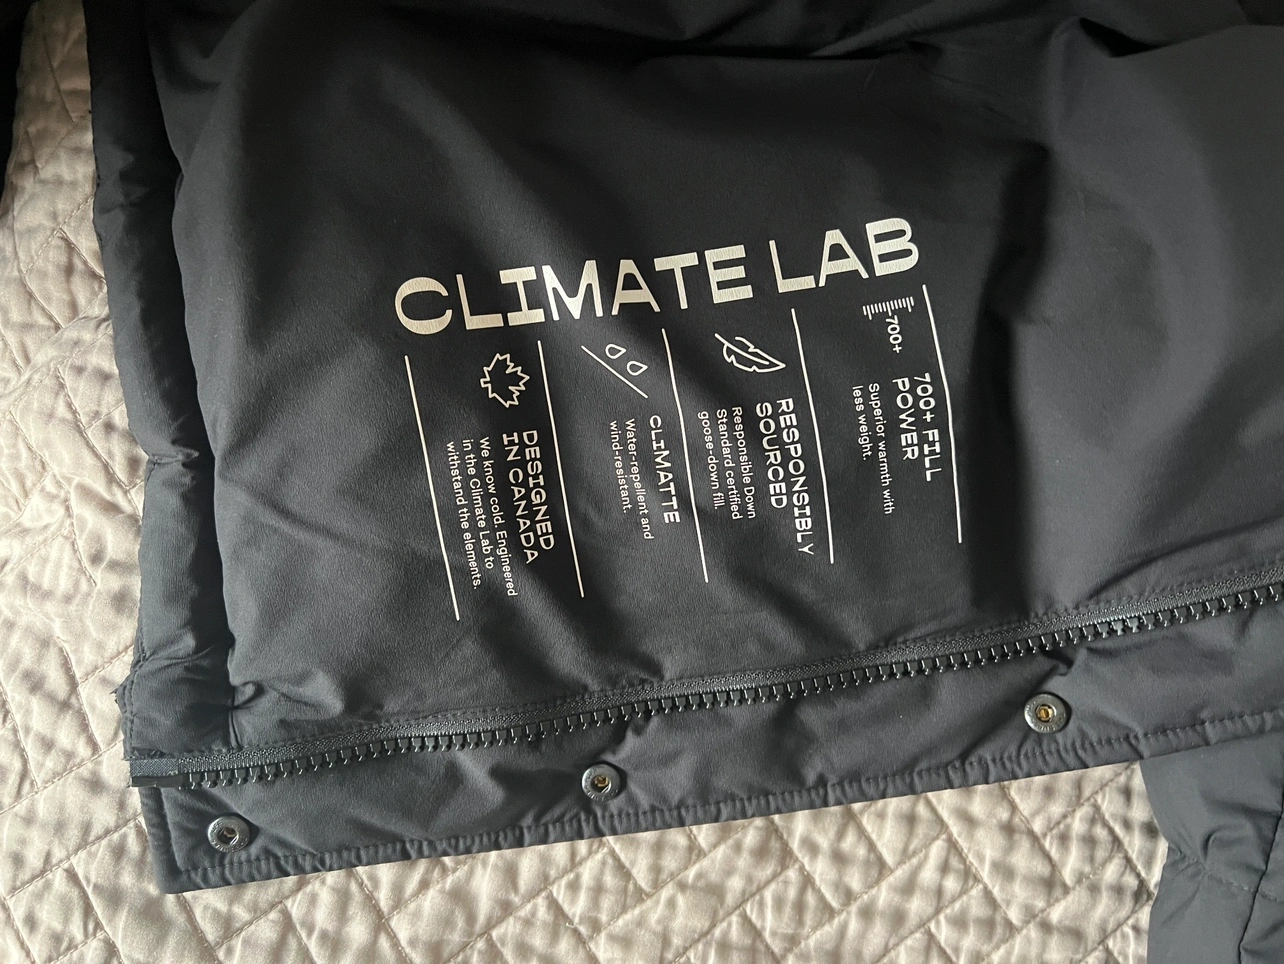 CLIMATE LAB
700+
700+ FILL
POWER
Superior warmth with
less weight.
RESPONSIBLY
SOURCED
Responsible Down
Standard certified
goose-down fill.
CLIMATTE
Water-repellent and
wind-resistant.
DESIGNED
IN CANADA
We know cold. Engineered
in the Climate Lab to
withstand the elements.